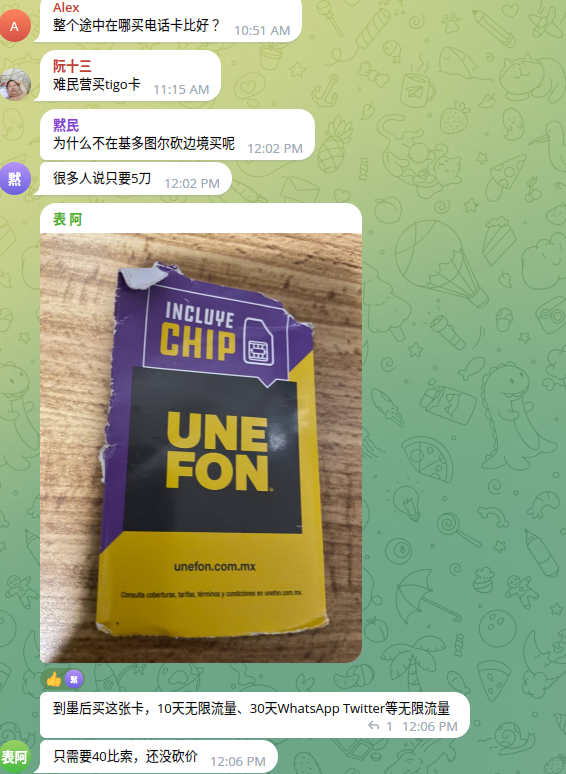 Alex
整个途中在哪买电话卡比好？ 10:51 AM
A
阮十三
难民营买tigo卡 11:15 AM
黙民
为什么不在基多图尔砍边境买呢 12:02 PM
黙
很多人说只要5刀 12:02 PM
表 阿
INCLUYE
CHIP
UNE
FON
unefon.com.mx
Consulta coberturas, tarifas, términos y condiciones en unefon.com.mx.
黙
到墨后买这张卡，10天无限流量、30天WhatsApp Twitter等无限流量
1 12:06 PM
表阿
只需要40比索，还没砍价 12:06 PM